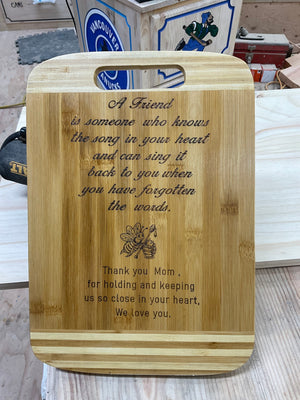 CAMS
VANCOUVER
A Friend
is someone who knows
the song in your heart
and can sing it
back to you when
you have forgotten
the words.
Thank you Mom ,
for holding and keeping
us so close in your heart,
We love you.